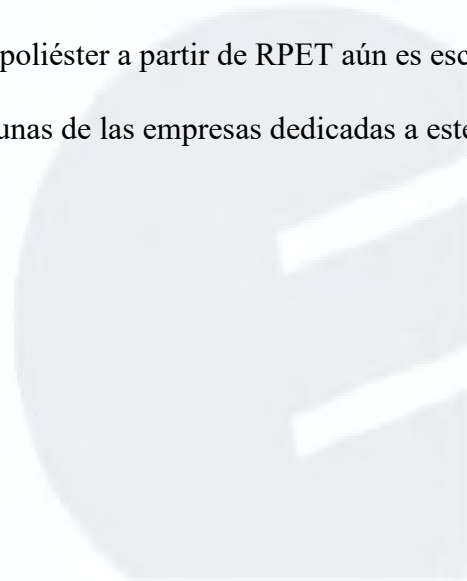 poliéster a partir de RPET aún es esc
unas de las empresas dedicadas a este